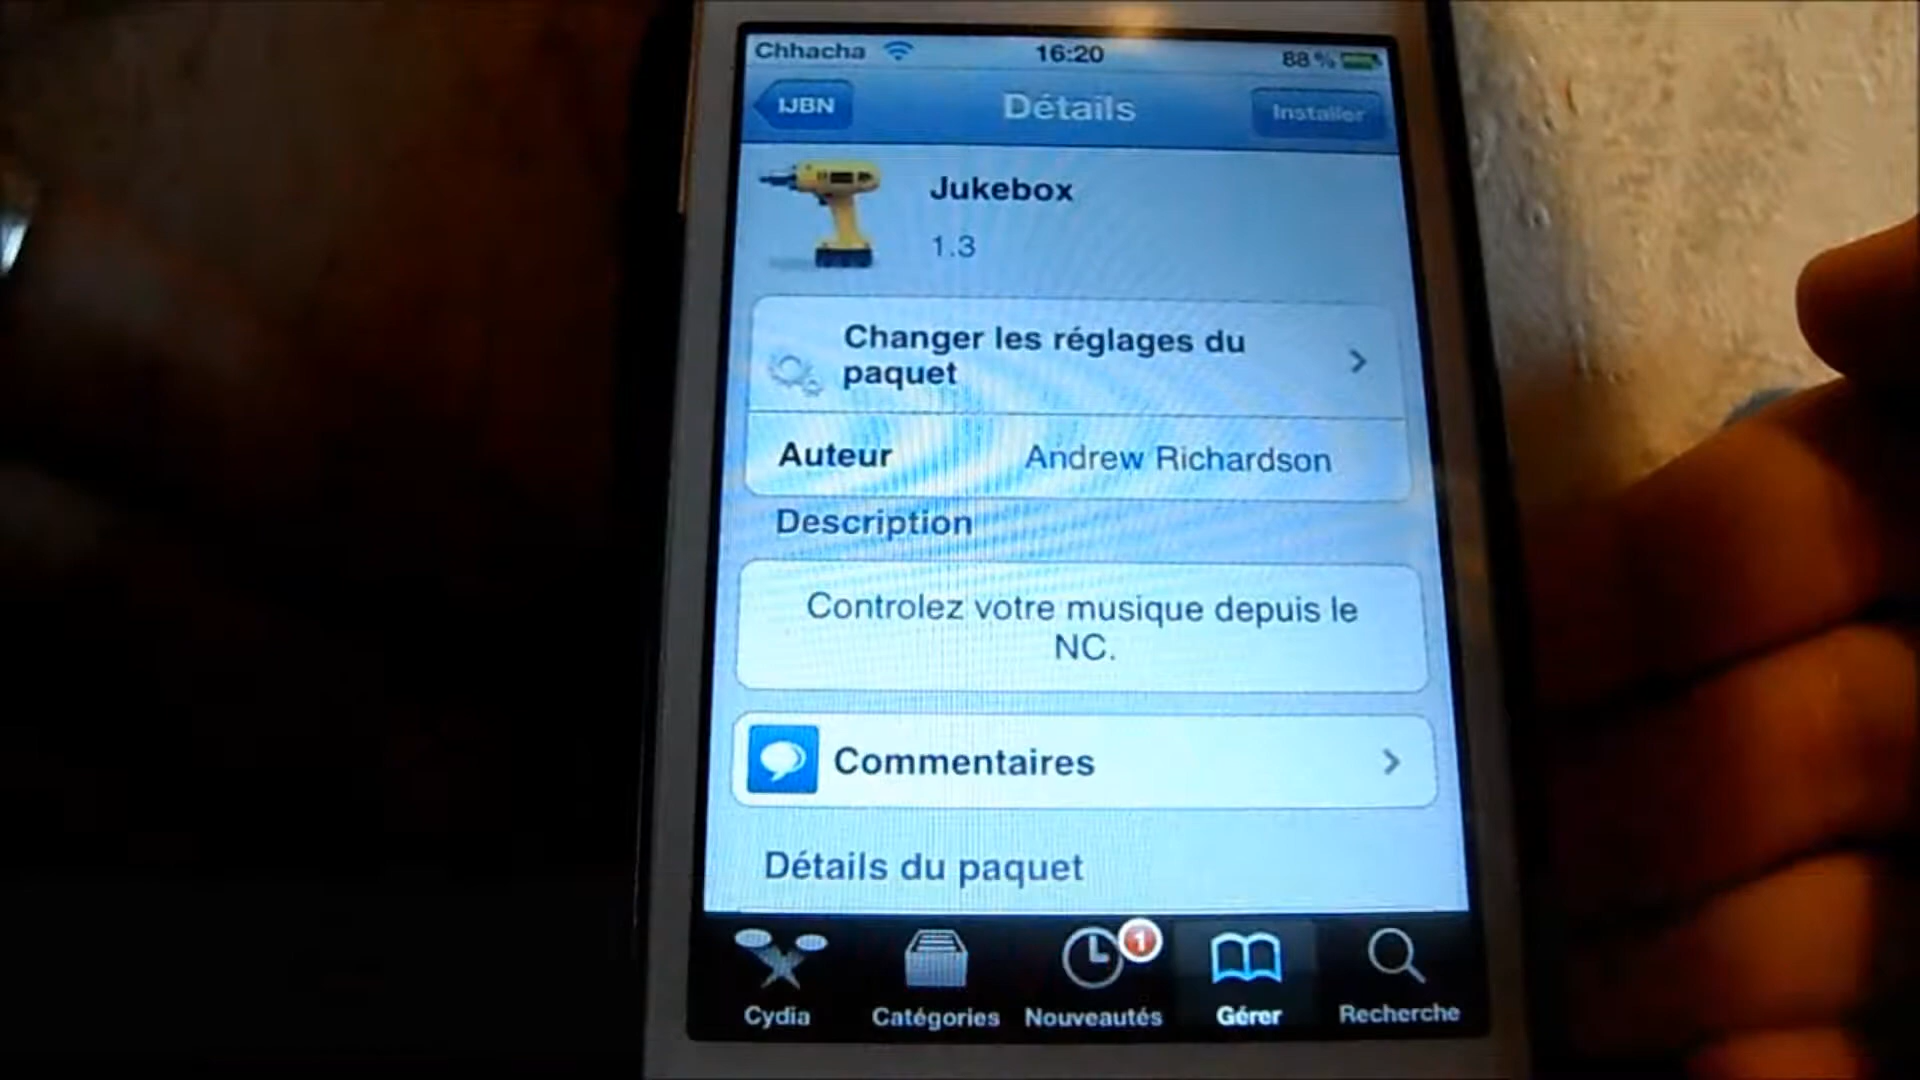 Chhacha 16:20 88 %
IJBN Détails Installer
Jukebox
1.3
Changer les réglages du
paquet
Auteur Andrew Richardson
Description
Controlez votre musique depuis le
NC.
Commentaires
Détails du paquet
1
Cydia Catégories Nouveautés Gérer Recherche